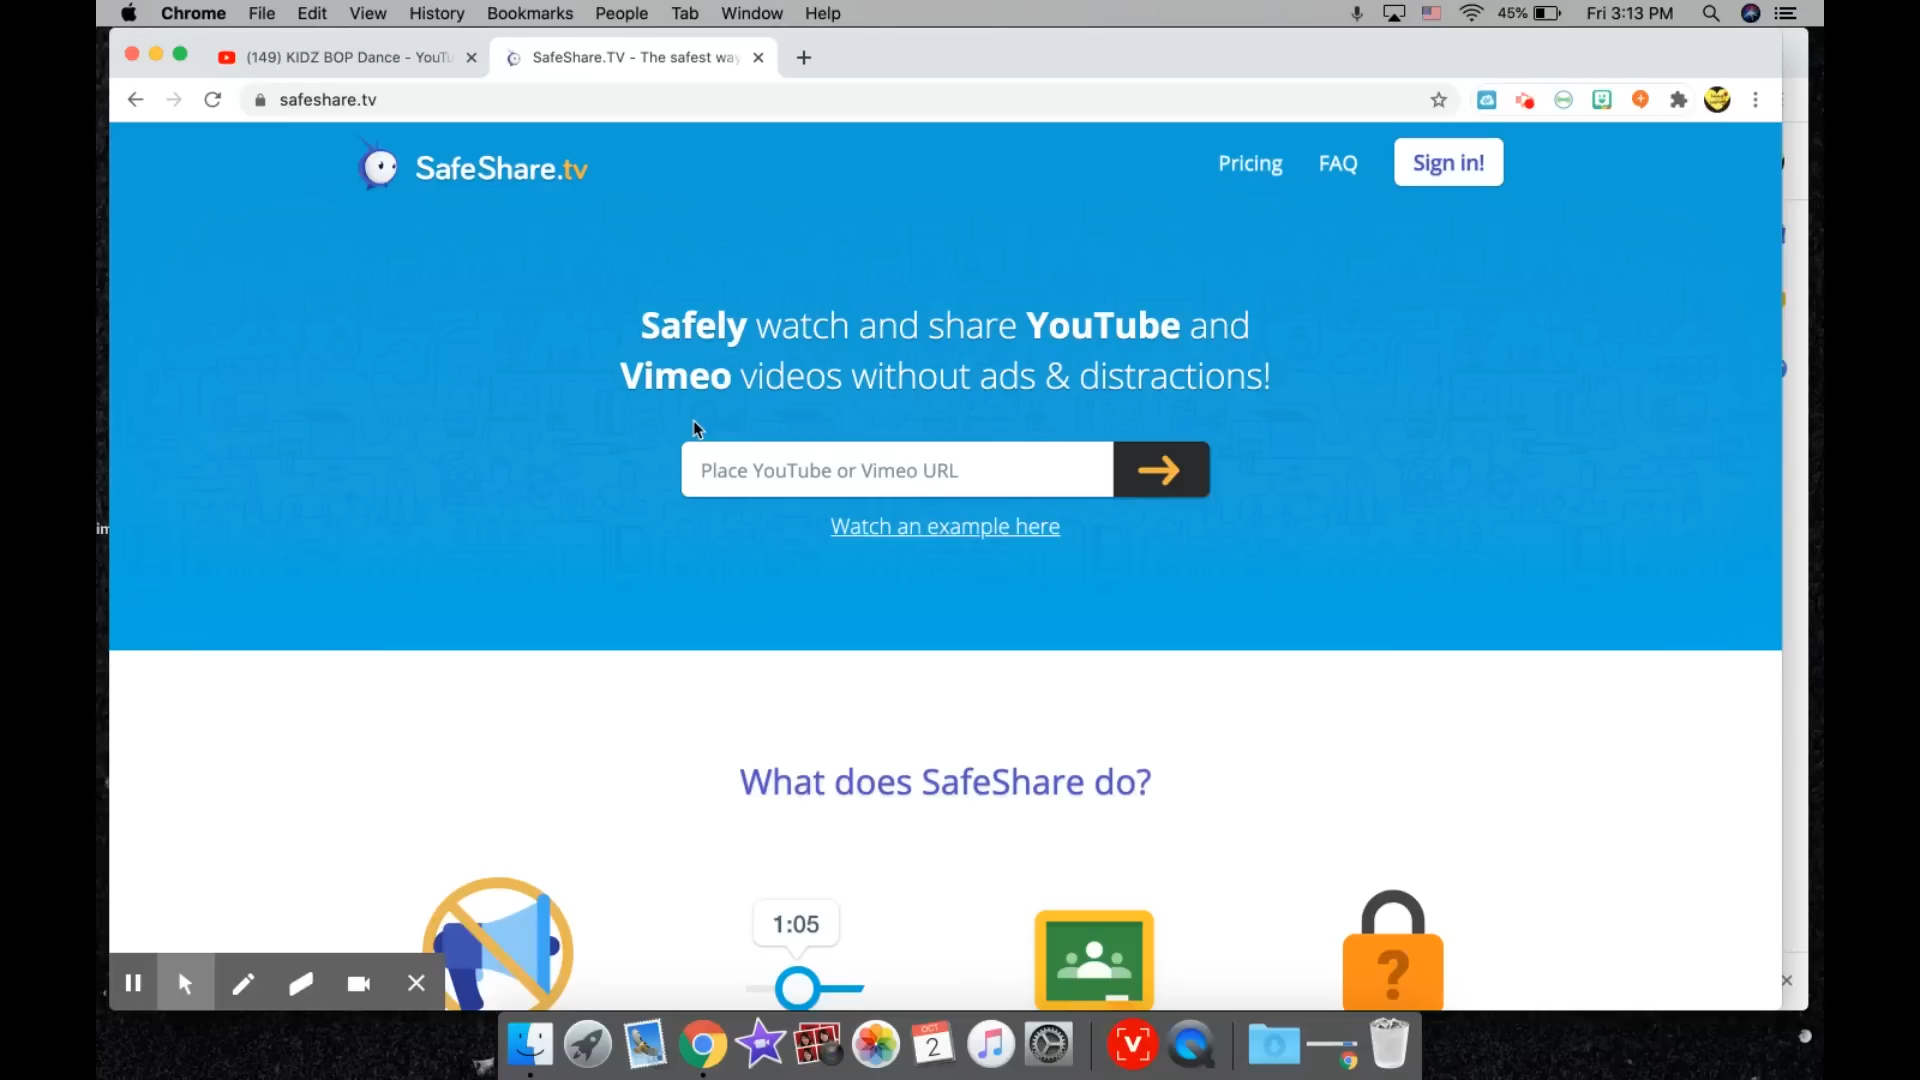 Chrome File Edit View History Bookmarks People Tab Window Help 45% Fri 3:13 PM
(149) KIDZ BOP Dance - YouTu
SafeShare.TV - The safest way
safeshare.tv
SafeShare.tv
Pricing FAQ Sign in!
Safely watch and share YouTube and
Vimeo videos without ads & distractions!
Place YouTube or Vimeo URL
Watch an example here
im
What does SafeShare do?
1:05
?
OCT
2
V